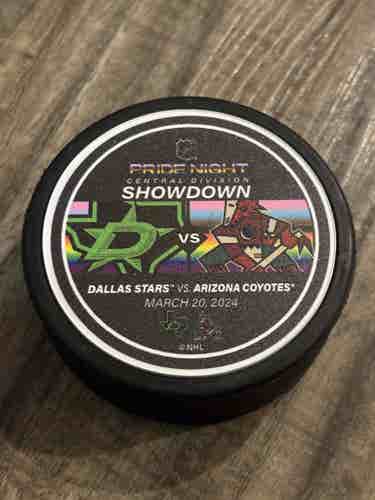 PRIDE NIGHT
CENTRAL DIVISION
SHOWDOWN
D VS
DALLAS STARS™ VS. ARIZONA COYOTES®
MARCH 20, 2024
©NHL